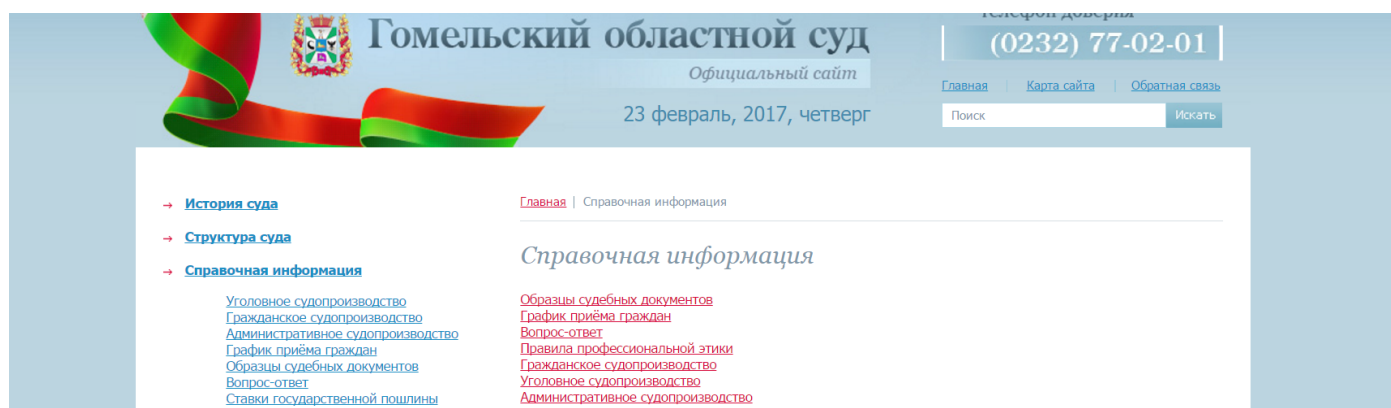 телефон доверия
Гомельский областной суд
(0232) 77-02-01
Официальный сайт
Главная | Карта сайта | Обратная связь
23 февраль, 2017, четверг
Поиск
Искать
→ История суда
→ Структура суда
→ Справочная информация
Уголовное судопроизводство
Гражданское судопроизводство
Административное судопроизводство
График приёма граждан
Образцы судебных документов
Вопрос-ответ
Ставки государственной пошлины
Главная | Справочная информация
Справочная информация
Образцы судебных документов
График приёма граждан
Вопрос-ответ
Правила профессиональной этики
Гражданское судопроизводство
Уголовное судопроизводство
Административное судопроизводство